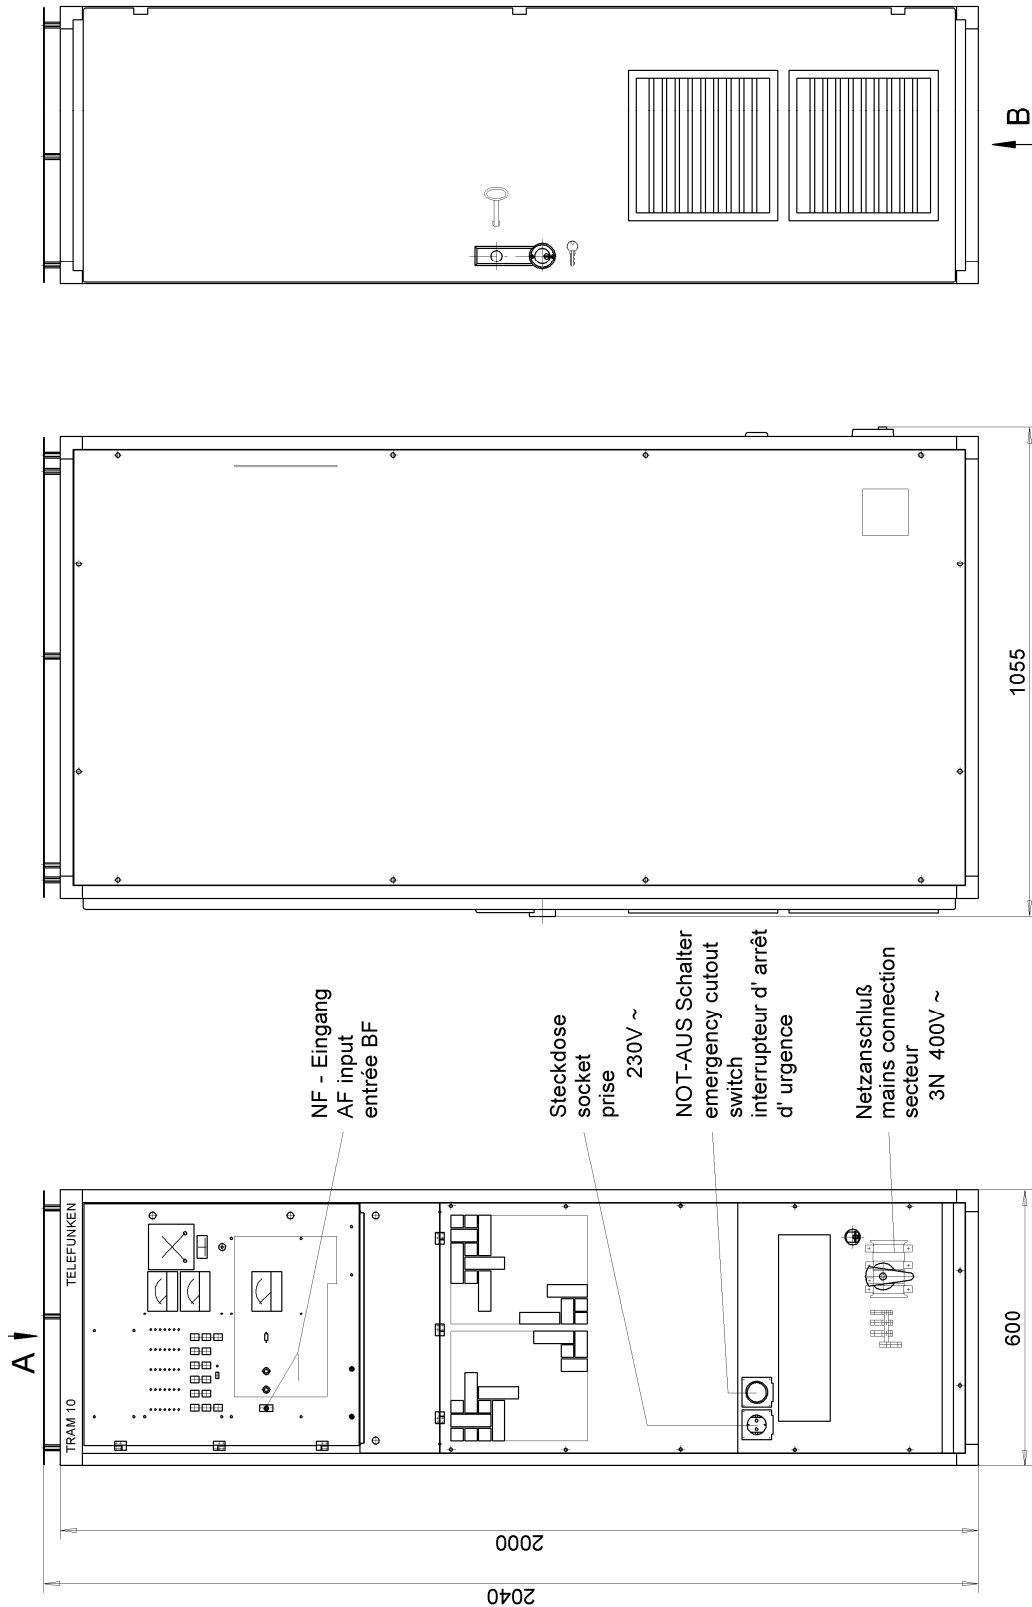 A
TRAM 10
TELEFUNKEN
NF - Eingang
AF input
entrée BF
Steckdose
socket
prise
230V ~
NOT-AUS Schalter
emergency cutout
switch
interrupteur d' arrêt
d' urgence
Netzanschluß
mains connection
secteur
3N 400V ~
2040
2000
600
1055
B